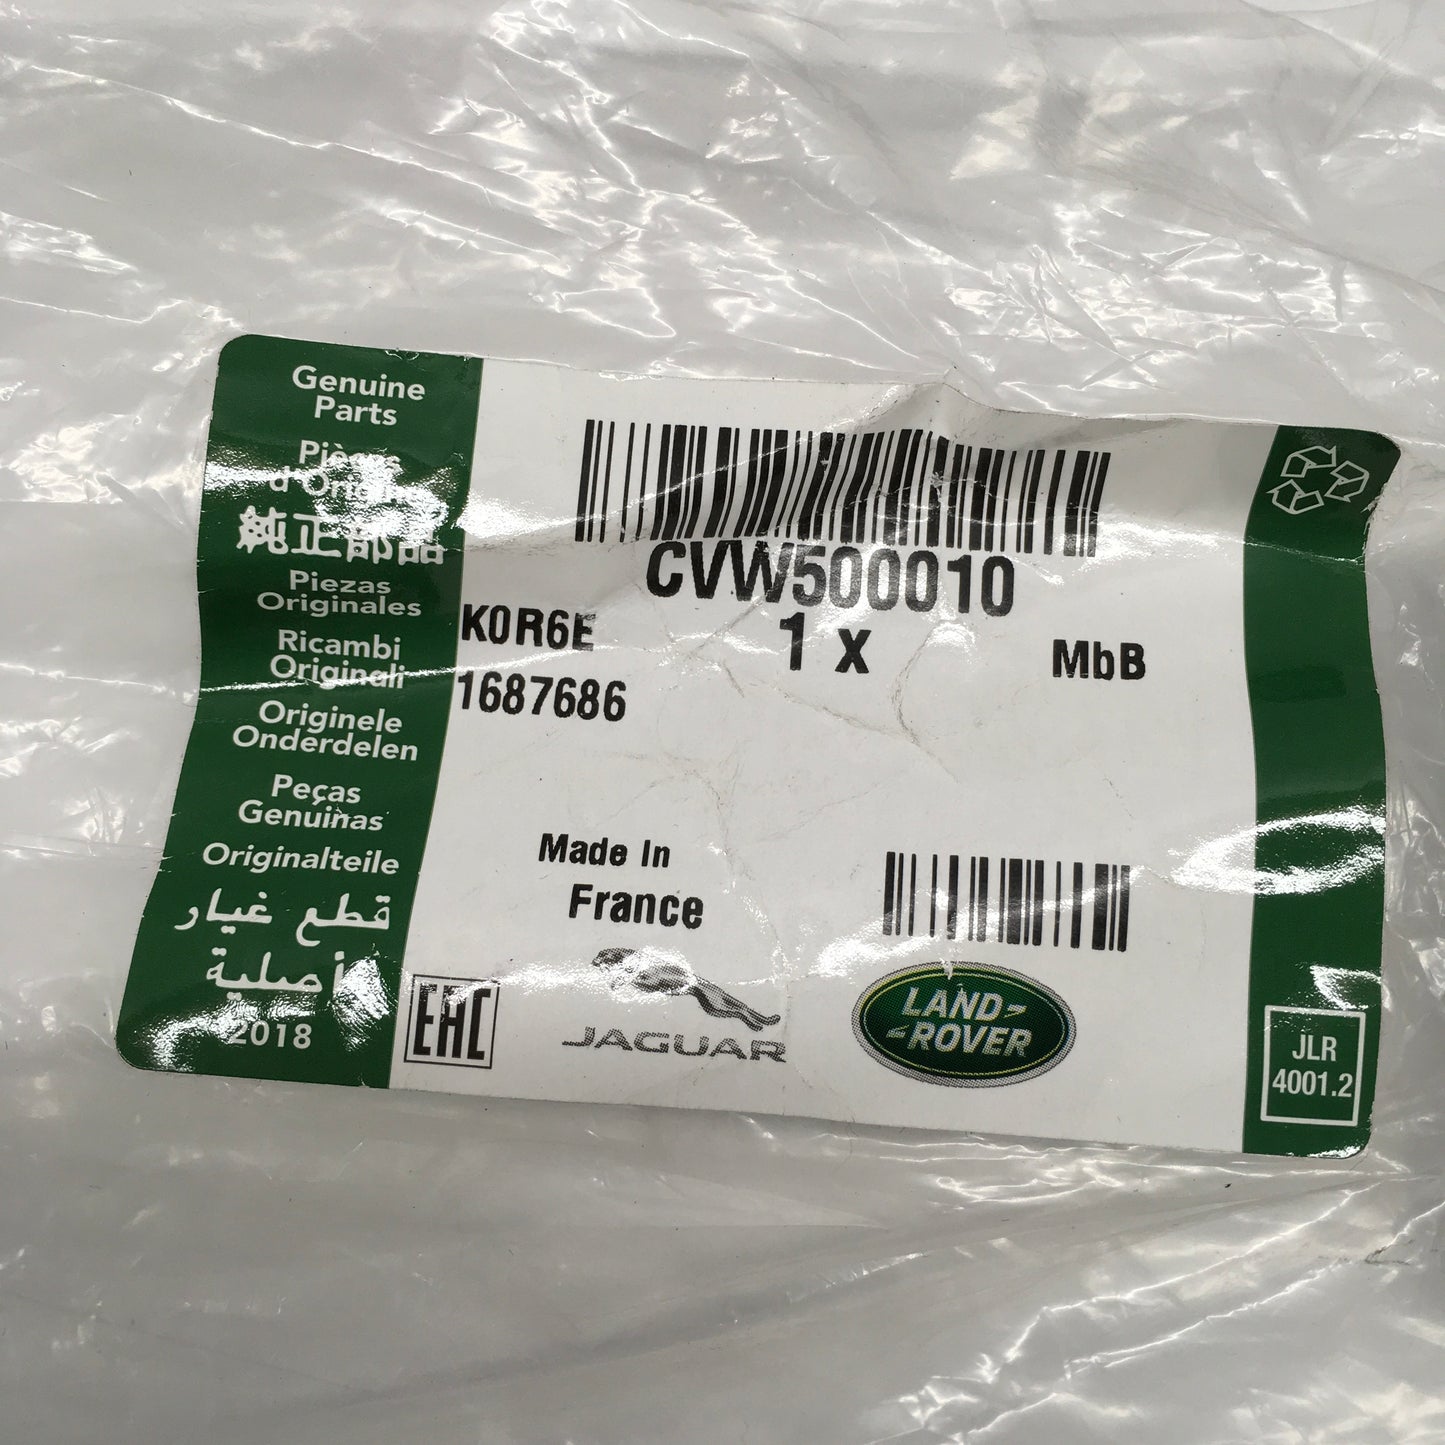 Genuine
Parts
Pièces
d'Origine
純正部品
Piezas
Originales
Ricambi
Originali
Originele
Onderdelen
Peças
Genuinas
Originalteile
قطع غيار
أصلية
2018
CVW500010
K0R6E
1 x
MbB
1687686
Made In
France
EAC
JAGUAR
LAND-
-ROVER
JLR
4001.2